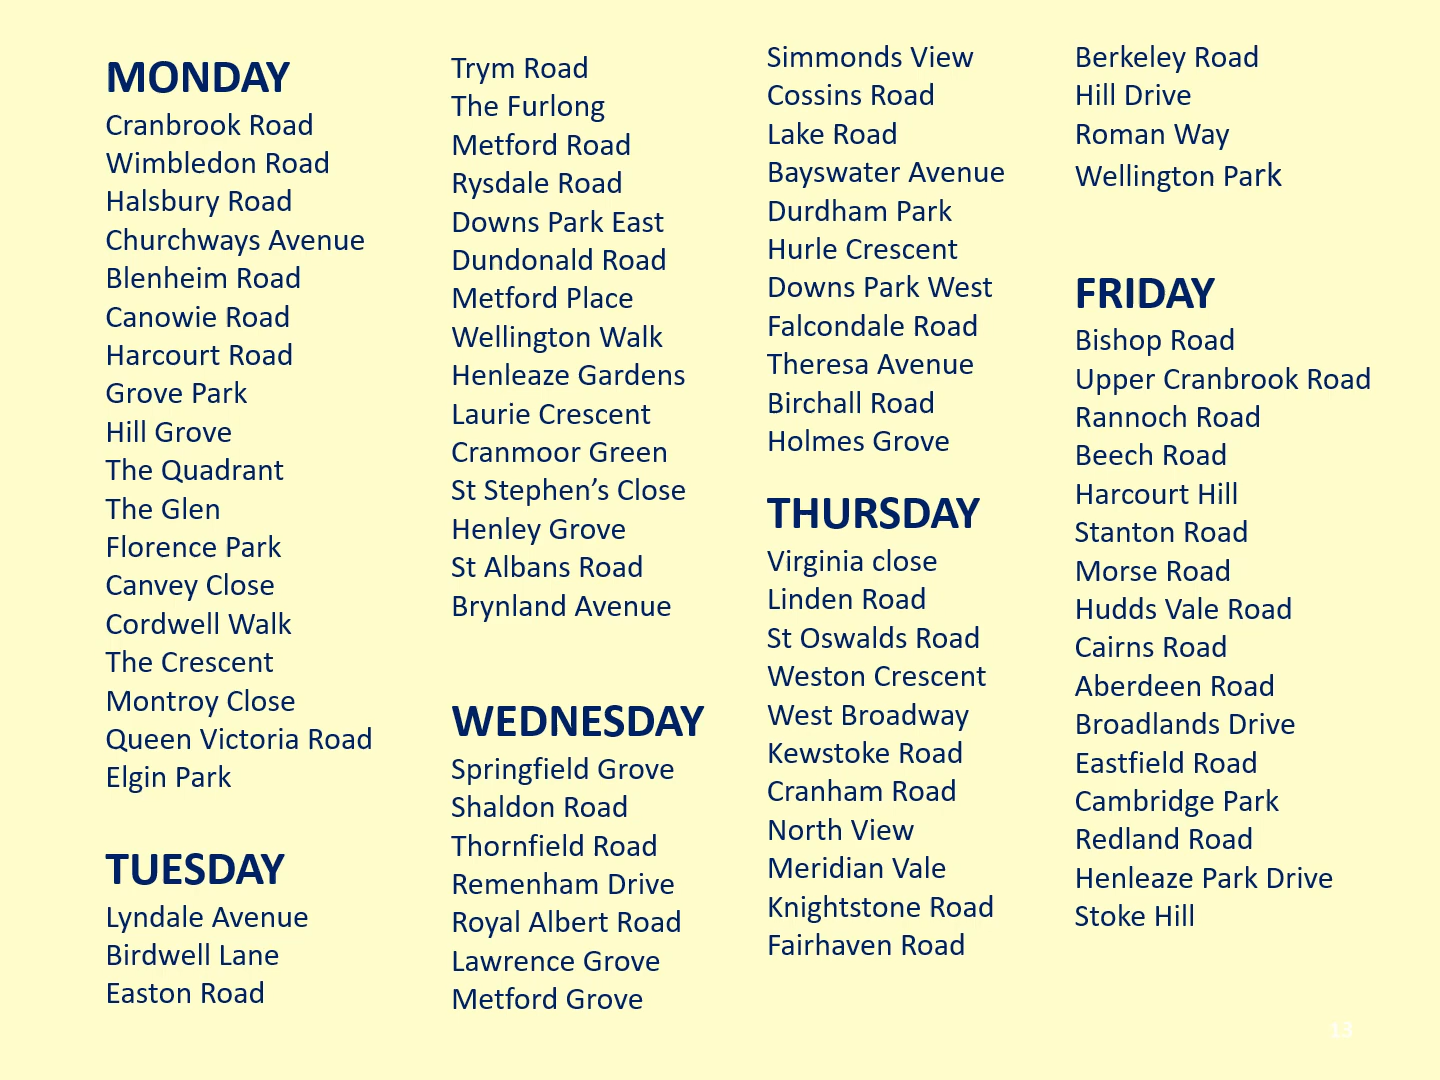 MONDAY
Cranbrook Road
Wimbledon Road
Halsbury Road
Churchways Avenue
Blenheim Road
Canowie Road
Harcourt Road
Grove Park
Hill Grove
The Quadrant
The Glen
Florence Park
Canvey Close
Cordwell Walk
The Crescent
Montroy Close
Queen Victoria Road
Elgin Park
TUESDAY
Lyndale Avenue
Birdwell Lane
Easton Road
Trym Road
The Furlong
Metford Road
Rysdale Road
Downs Park East
Dundonald Road
Metford Place
Wellington Walk
Henleaze Gardens
Laurie Crescent
Cranmoor Green
St Stephen’s Close
Henley Grove
St Albans Road
Brynland Avenue
WEDNESDAY
Springfield Grove
Shaldon Road
Thornfield Road
Remenham Drive
Royal Albert Road
Lawrence Grove
Metford Grove
Simmonds View
Cossins Road
Lake Road
Bayswater Avenue
Durdham Park
Hurle Crescent
Downs Park West
Falcondale Road
Theresa Avenue
Birchall Road
Holmes Grove
THURSDAY
Virginia close
Linden Road
St Oswalds Road
Weston Crescent
West Broadway
Kewstoke Road
Cranham Road
North View
Meridian Vale
Knightstone Road
Fairhaven Road
Berkeley Road
Hill Drive
Roman Way
Wellington Park
FRIDAY
Bishop Road
Upper Cranbrook Road
Rannoch Road
Beech Road
Harcourt Hill
Stanton Road
Morse Road
Hudds Vale Road
Cairns Road
Aberdeen Road
Broadlands Drive
Eastfield Road
Cambridge Park
Redland Road
Henleaze Park Drive
Stoke Hill
13